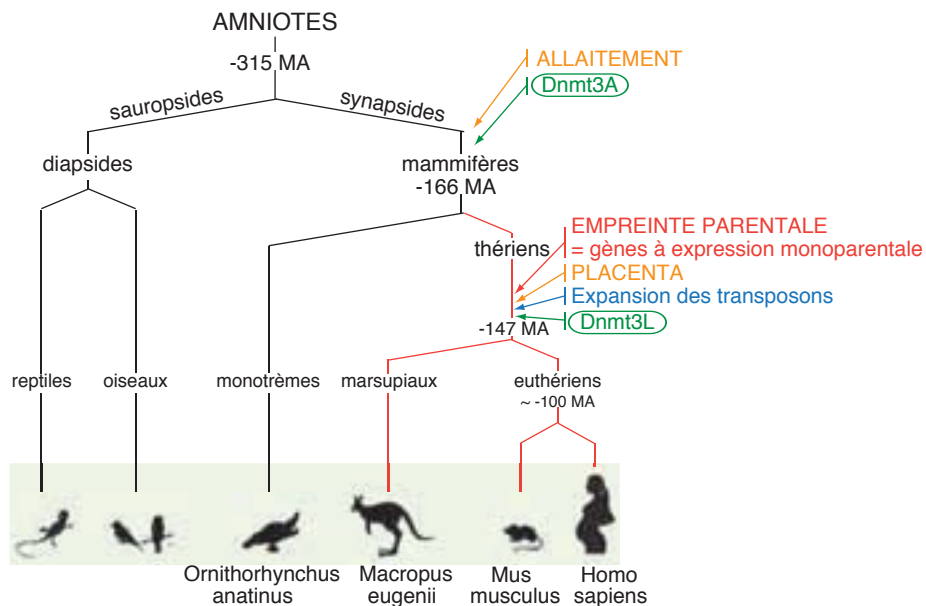 AMNIOTES
-315 MA
ALLAITEMENT
Dnmt3A
sauropsides
synapsides
diapsides
mammifères
-166 MA
thériens
EMPREINTE PARENTALE
= gènes à expression monoparentale
PLACENTA
Expansion des transposons
Dnmt3L
-147 MA
reptiles
oiseaux
monotrèmes
marsupiaux
euthériens
~ -100 MA
Ornithorhynchus
anatinus
Macropus
eugenii
Mus
musculus
Homo
sapiens